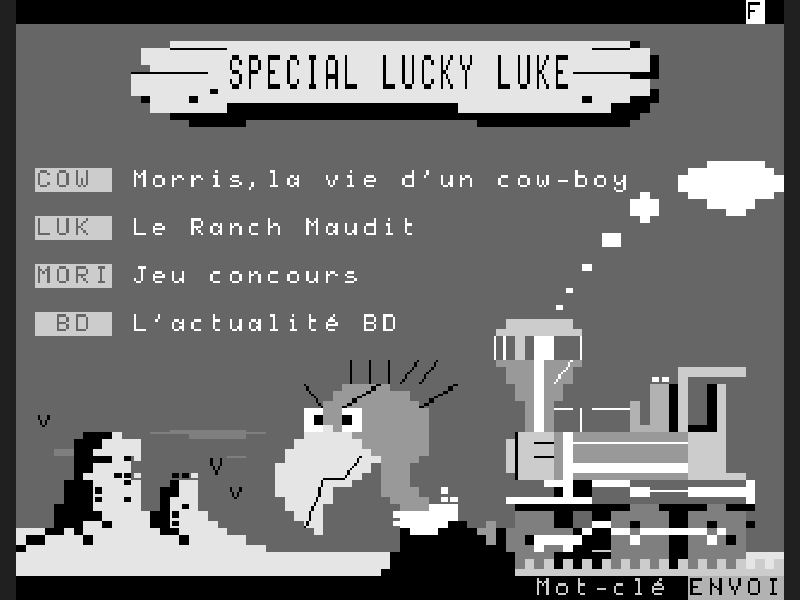 F
SPECIAL LUCKY LUKE
COW Morris,la vie d'un cow-boy
LUK Le Ranch Maudit
MORI Jeu concours
BD L'actualité BD
Mot-clé ENVOI